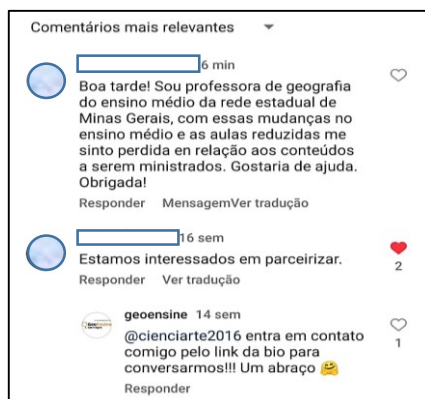 Comentários mais relevantes
6 min
Boa tarde! Sou professora de geografia
do ensino médio da rede estadual de
Minas Gerais, com essas mudanças no
ensino médio e as aulas reduzidas me
sinto perdida en relação aos conteúdos
a serem ministrados. Gostaria de ajuda.
Obrigada!
Responder MensagemVer tradução
16 sem
Estamos interessados em parceirizar.
2
Responder Ver tradução
geoensine 14 sem
@cienciarte2016 entra em contato
1
comigo pelo link da bio para
conversarmos!!! Um abraço 🤗
Responder